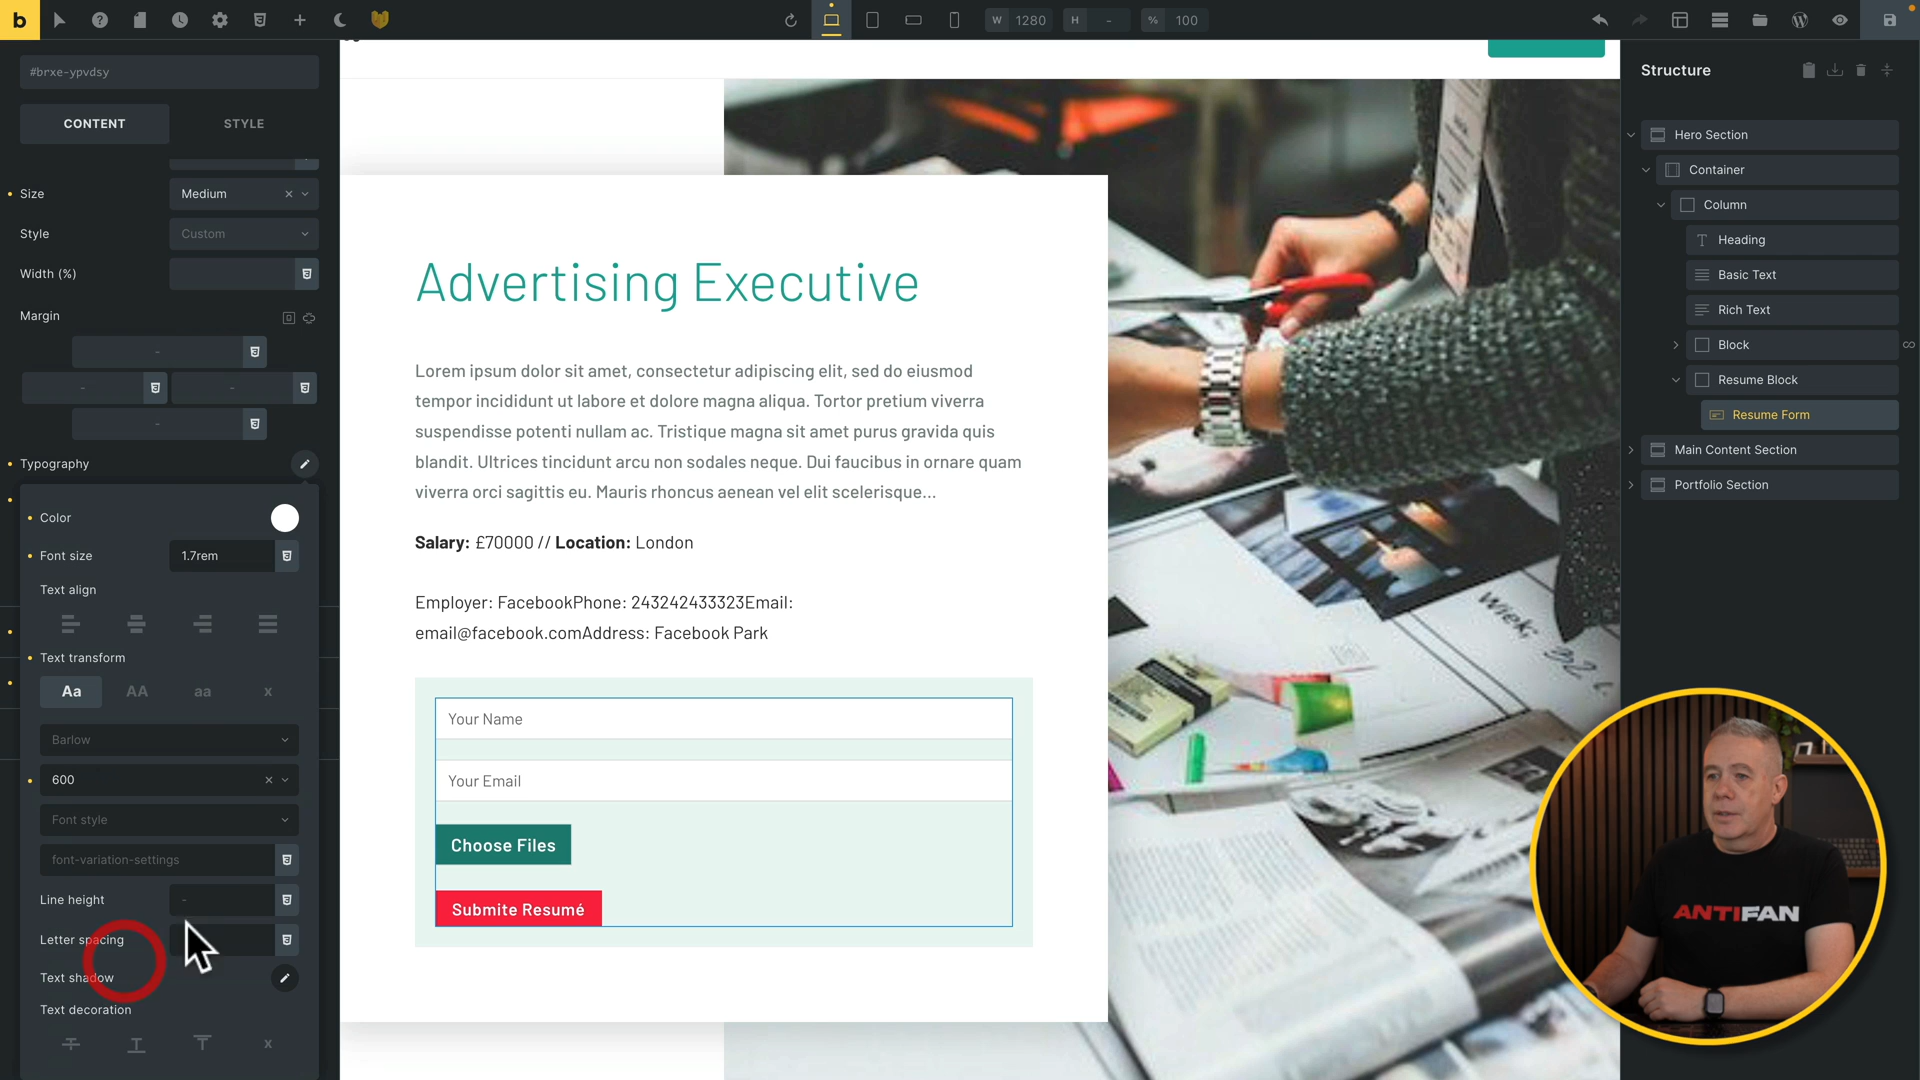 b
W 1280 H - % 100
#brxe-ypvdsy
CONTENT STYLE
Size Medium
Style Custom
Width (%)
Margin
-
- -
-
Typography
Color
Font size 1.7rem
Text align
Text transform
Aa AA aa x
Barlow
600
Font style
font-variation-settings
Line height -
Letter spacing
Text shadow
Text decoration
x
Advertising Executive
Lorem ipsum dolor sit amet, consectetur adipiscing elit, sed do eiusmod
tempor incididunt ut labore et dolore magna aliqua. Tortor pretium viverra
suspendisse potenti nullam ac. Tristique magna sit amet purus gravida quis
blandit. Ultrices tincidunt arcu non sodales neque. Dui faucibus in ornare quam
viverra orci sagittis eu. Mauris rhoncus aenean vel elit scelerisque...
Salary: £70000 // Location: London
Employer: FacebookPhone: 243242433323Email:
email@facebook.comAddress: Facebook Park
Your Name
Your Email
Choose Files
Submite Resumé
Structure
Hero Section
Container
Column
Heading
Basic Text
Rich Text
Block
Resume Block
Resume Form
Main Content Section
Portfolio Section
ANTIFAN